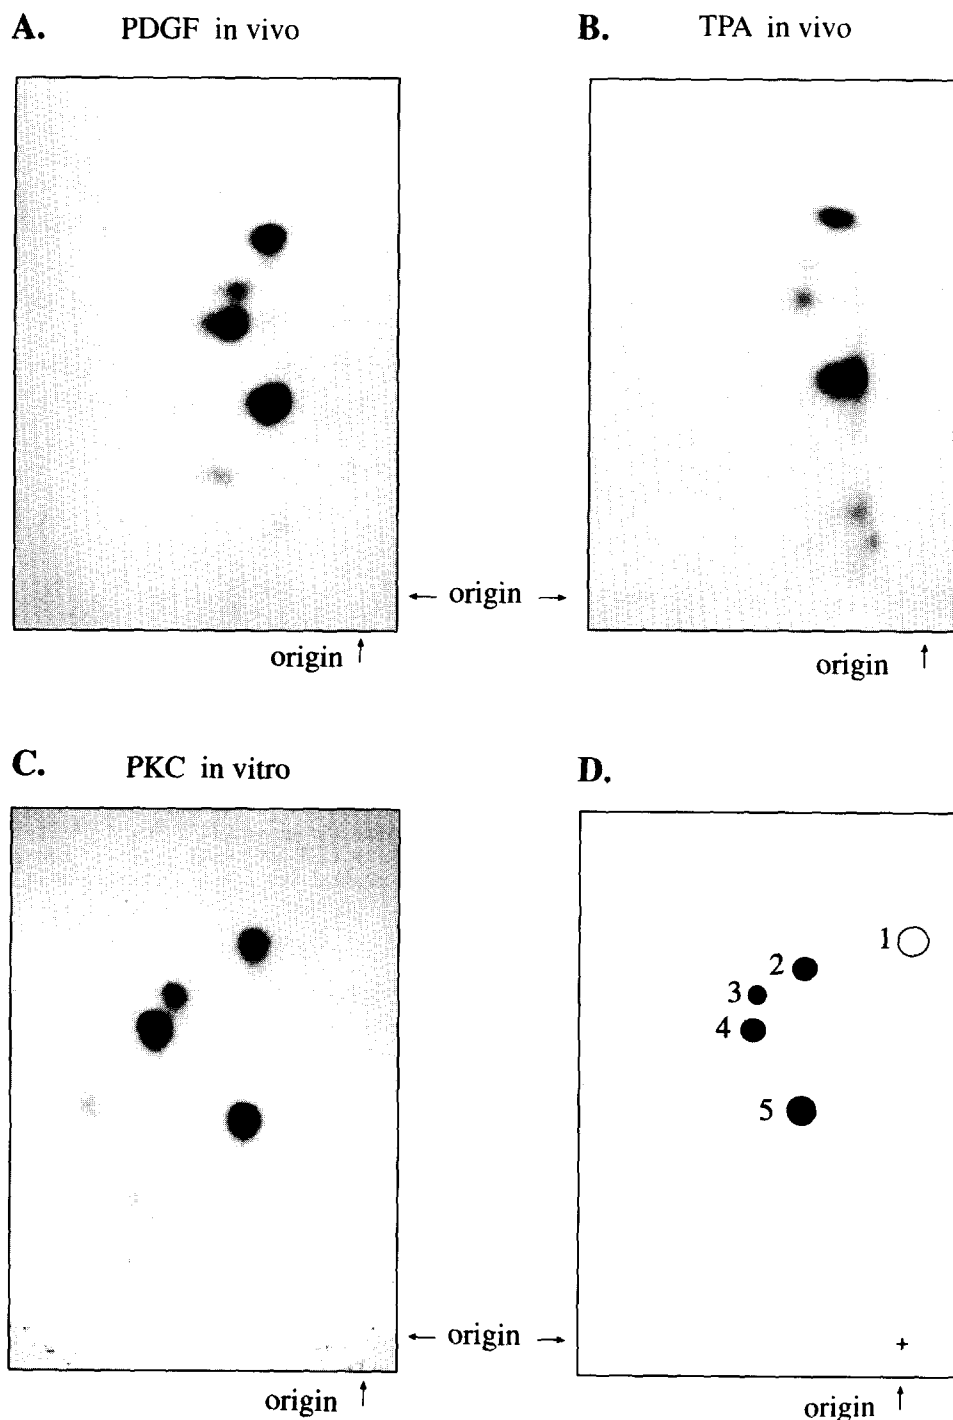 A. PDGF in vivo
B. TPA in vivo
← origin →
origin ↑
origin ↑
C. PKC in vitro
D.
1
2
3
4
5
+
← origin →
origin ↑
origin ↑